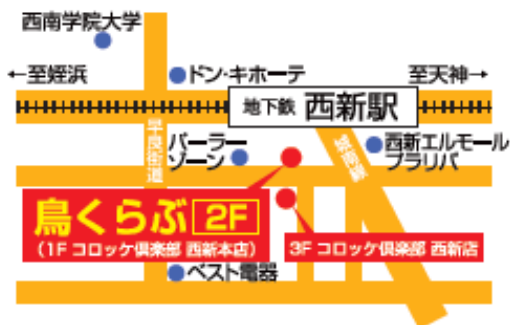 西南学院大学
←至姪浜
ドン・キホーテ
至天神→
地下鉄 西新駅
早良街道
パーラー
ゾーン
城南線
西新エルモール
プラリバ
鳥くらぶ 2F
(1F コロッケ倶楽部 西新本店)
3F コロッケ倶楽部 西新店
ベスト電器